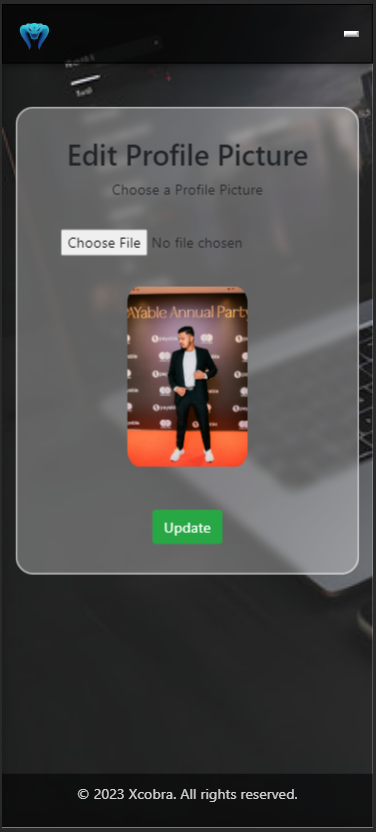 Edit Profile Picture
Choose a Profile Picture
Choose File No file chosen
AYable Annual Party
Update
© 2023 Xcobra. All rights reserved.